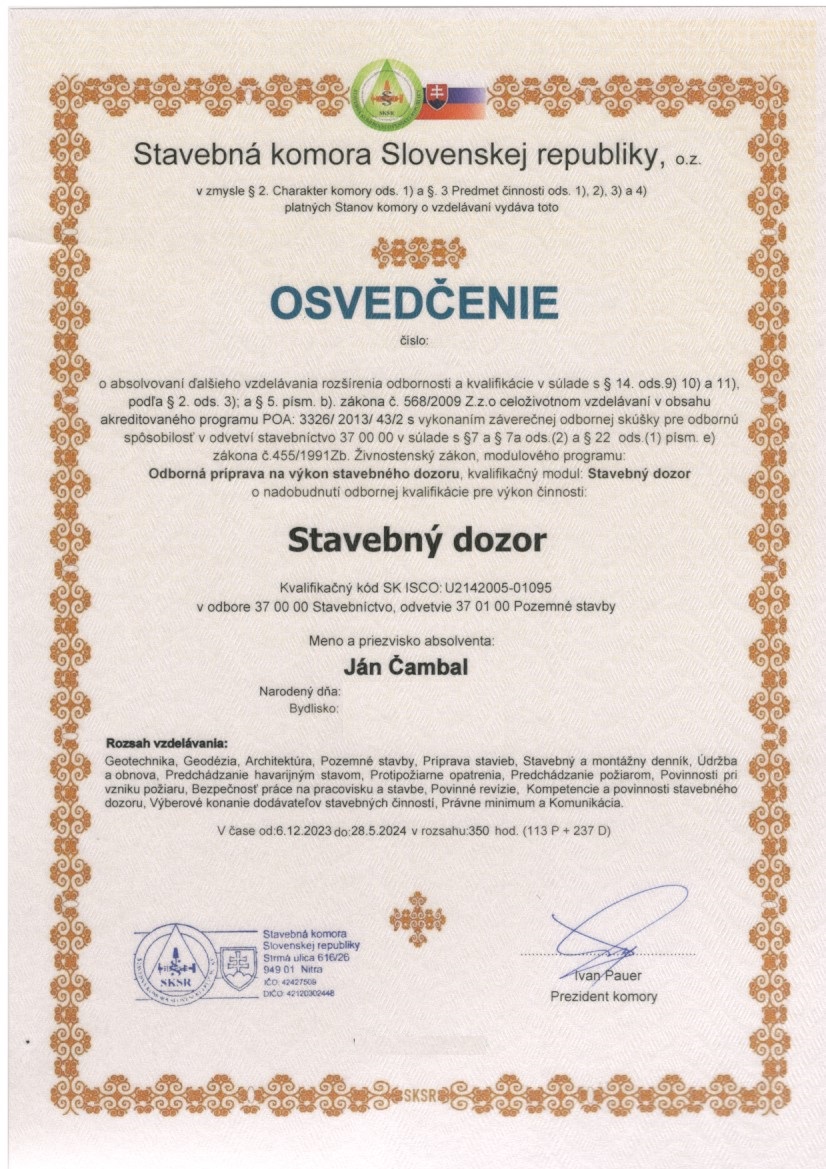 SKSR
Stavebná komora Slovenskej republiky, o.z.
v zmysle § 2. Charakter komory ods. 1) a §. 3 Predmet činnosti ods. 1), 2), 3) a 4)
platných Stanov komory o vzdelávaní vydáva toto
OSVEDČENIE
číslo:
o absolvovaní ďalšieho vzdelávania rozšírenia odbornosti a kvalifikácie v súlade s § 14. ods.9) 10) a 11),
podľa § 2. ods. 3); a § 5. písm. b). zákona č. 568/2009 Z.z.o celoživotnom vzdelávaní v obsahu
akreditovaného programu POA: 3326/ 2013/ 43/2 s vykonaním záverečnej odbornej skúšky pre odbornú
spôsobilosť v odvetví stavebníctvo 37 00 00 v súlade s §7 a § 7a ods.(2) a § 22 ods.(1) písm. e)
zákona č.455/1991Zb. Živnostenský zákon, modulového programu:
Odborná príprava na výkon stavebného dozoru, kvalifikačný modul: Stavebný dozor
o nadobudnutí odbornej kvalifikácie pre výkon činnosti:
Stavebný dozor
Kvalifikačný kód SK ISCO: U2142005-01095
v odbore 37 00 00 Stavebníctvo, odvetvie 37 01 00 Pozemné stavby
Meno a priezvisko absolventa:
Ján Čambal
Narodený dňa:
Bydlisko:
Rozsah vzdelávania:
Geotechnika, Geodézia, Architektúra, Pozemné stavby, Príprava stavieb, Stavebný a montážny denník, Údržba
a obnova, Predchádzanie havarijným stavom, Protipožiarne opatrenia, Predchádzanie požiarom, Povinnosti pri
vzniku požiaru, Bezpečnosť práce na pracovisku a stavbe, Povinné revízie, Kompetencie a povinnosti stavebného
dozoru, Výberové konanie dodávateľov stavebných činností, Právne minimum a Komunikácia.
V čase od:6.12.2023 do:28.5.2024 v rozsahu:350 hod. (113 P + 237 D)
Stavebná komora
Slovenskej republiky
Strmá ulica 616/26
949 01 Nitra
IČO: 42427509
DIČO: 42120302448
SKSR
Ivan Pauer
Prezident komory
SKSR